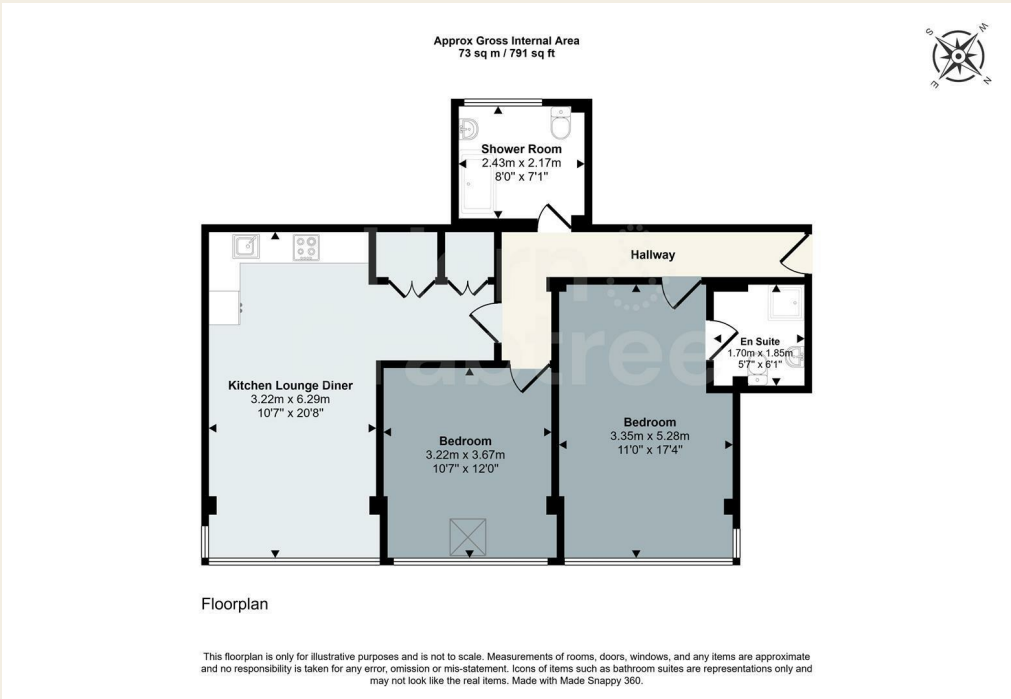 Approx Gross Internal Area
73 sq m / 791 sq ft
S
W
E
N
Shower Room
2.43m x 2.17m
8'0" x 7'1"
Hallway
En Suite
1.70m x 1.85m
5'7" x 6'1"
Kitchen Lounge Diner
3.22m x 6.29m
10'7" x 20'8"
Bedroom
3.22m x 3.67m
10'7" x 12'0"
Bedroom
3.35m x 5.28m
11'0" x 17'4"
Floorplan
This floorplan is only for illustrative purposes and is not to scale. Measurements of rooms, doors, windows, and any items are approximate
and no responsibility is taken for any error, omission or mis-statement. Icons of items such as bathroom suites are representations only and
may not look like the real items. Made with Made Snappy 360.